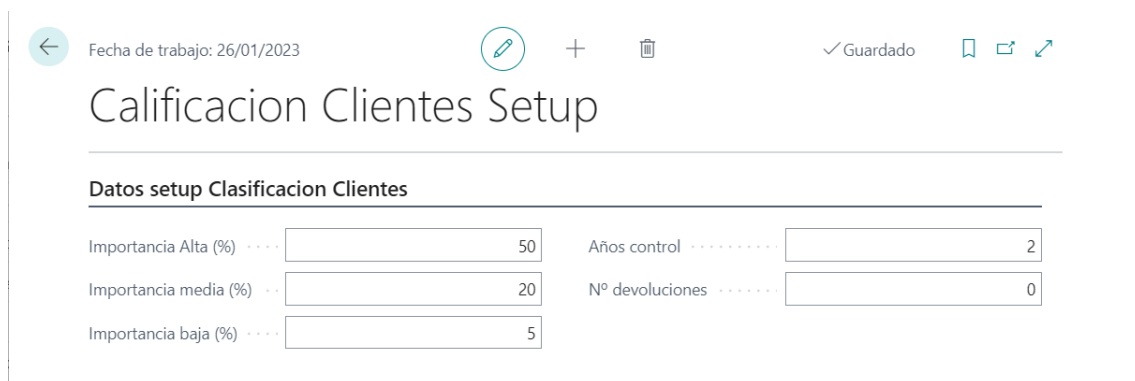 Fecha de trabajo: 26/01/2023
Guardado
Calificacion Clientes Setup
Datos setup Clasificacion Clientes
Importancia Alta (%) 50
Años control 2
Importancia media (%) 20
Nº devoluciones 0
Importancia baja (%) 5